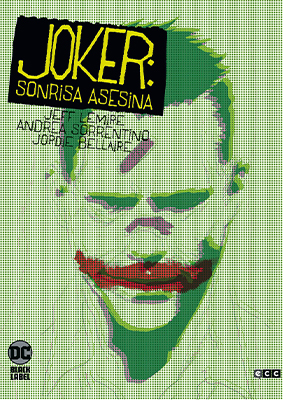 JOKER:
SONRISA ASESINA
JEFF LEMIRE
ANDREA SORRENTINO
JORDIE BELLAIRE
DC
BLACK
LABEL
ecc